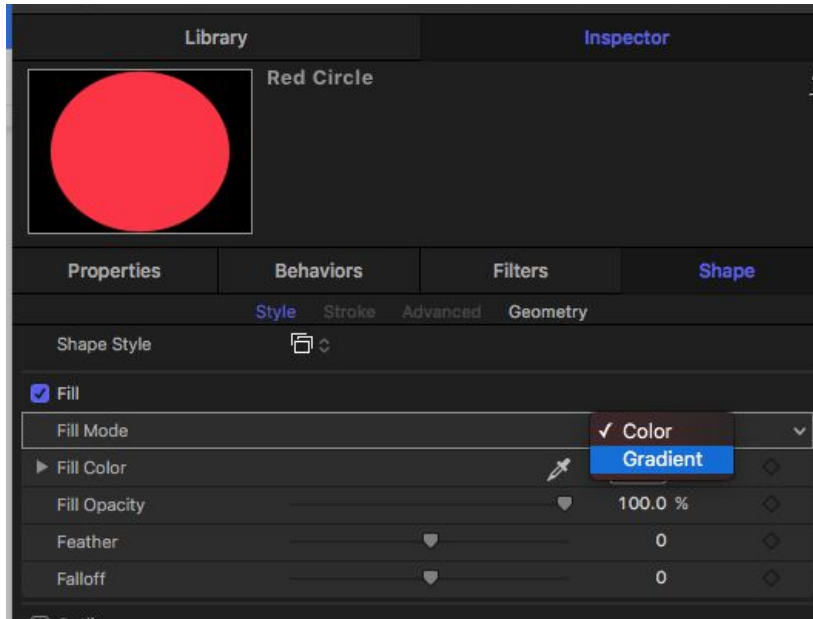 Library Inspector
Red Circle
Properties Behaviors Filters Shape
Style Stroke Advanced Geometry
Shape Style
Fill
Fill Mode ✓ Color
Gradient
Fill Color
Fill Opacity 100.0 %
Feather 0
Falloff 0